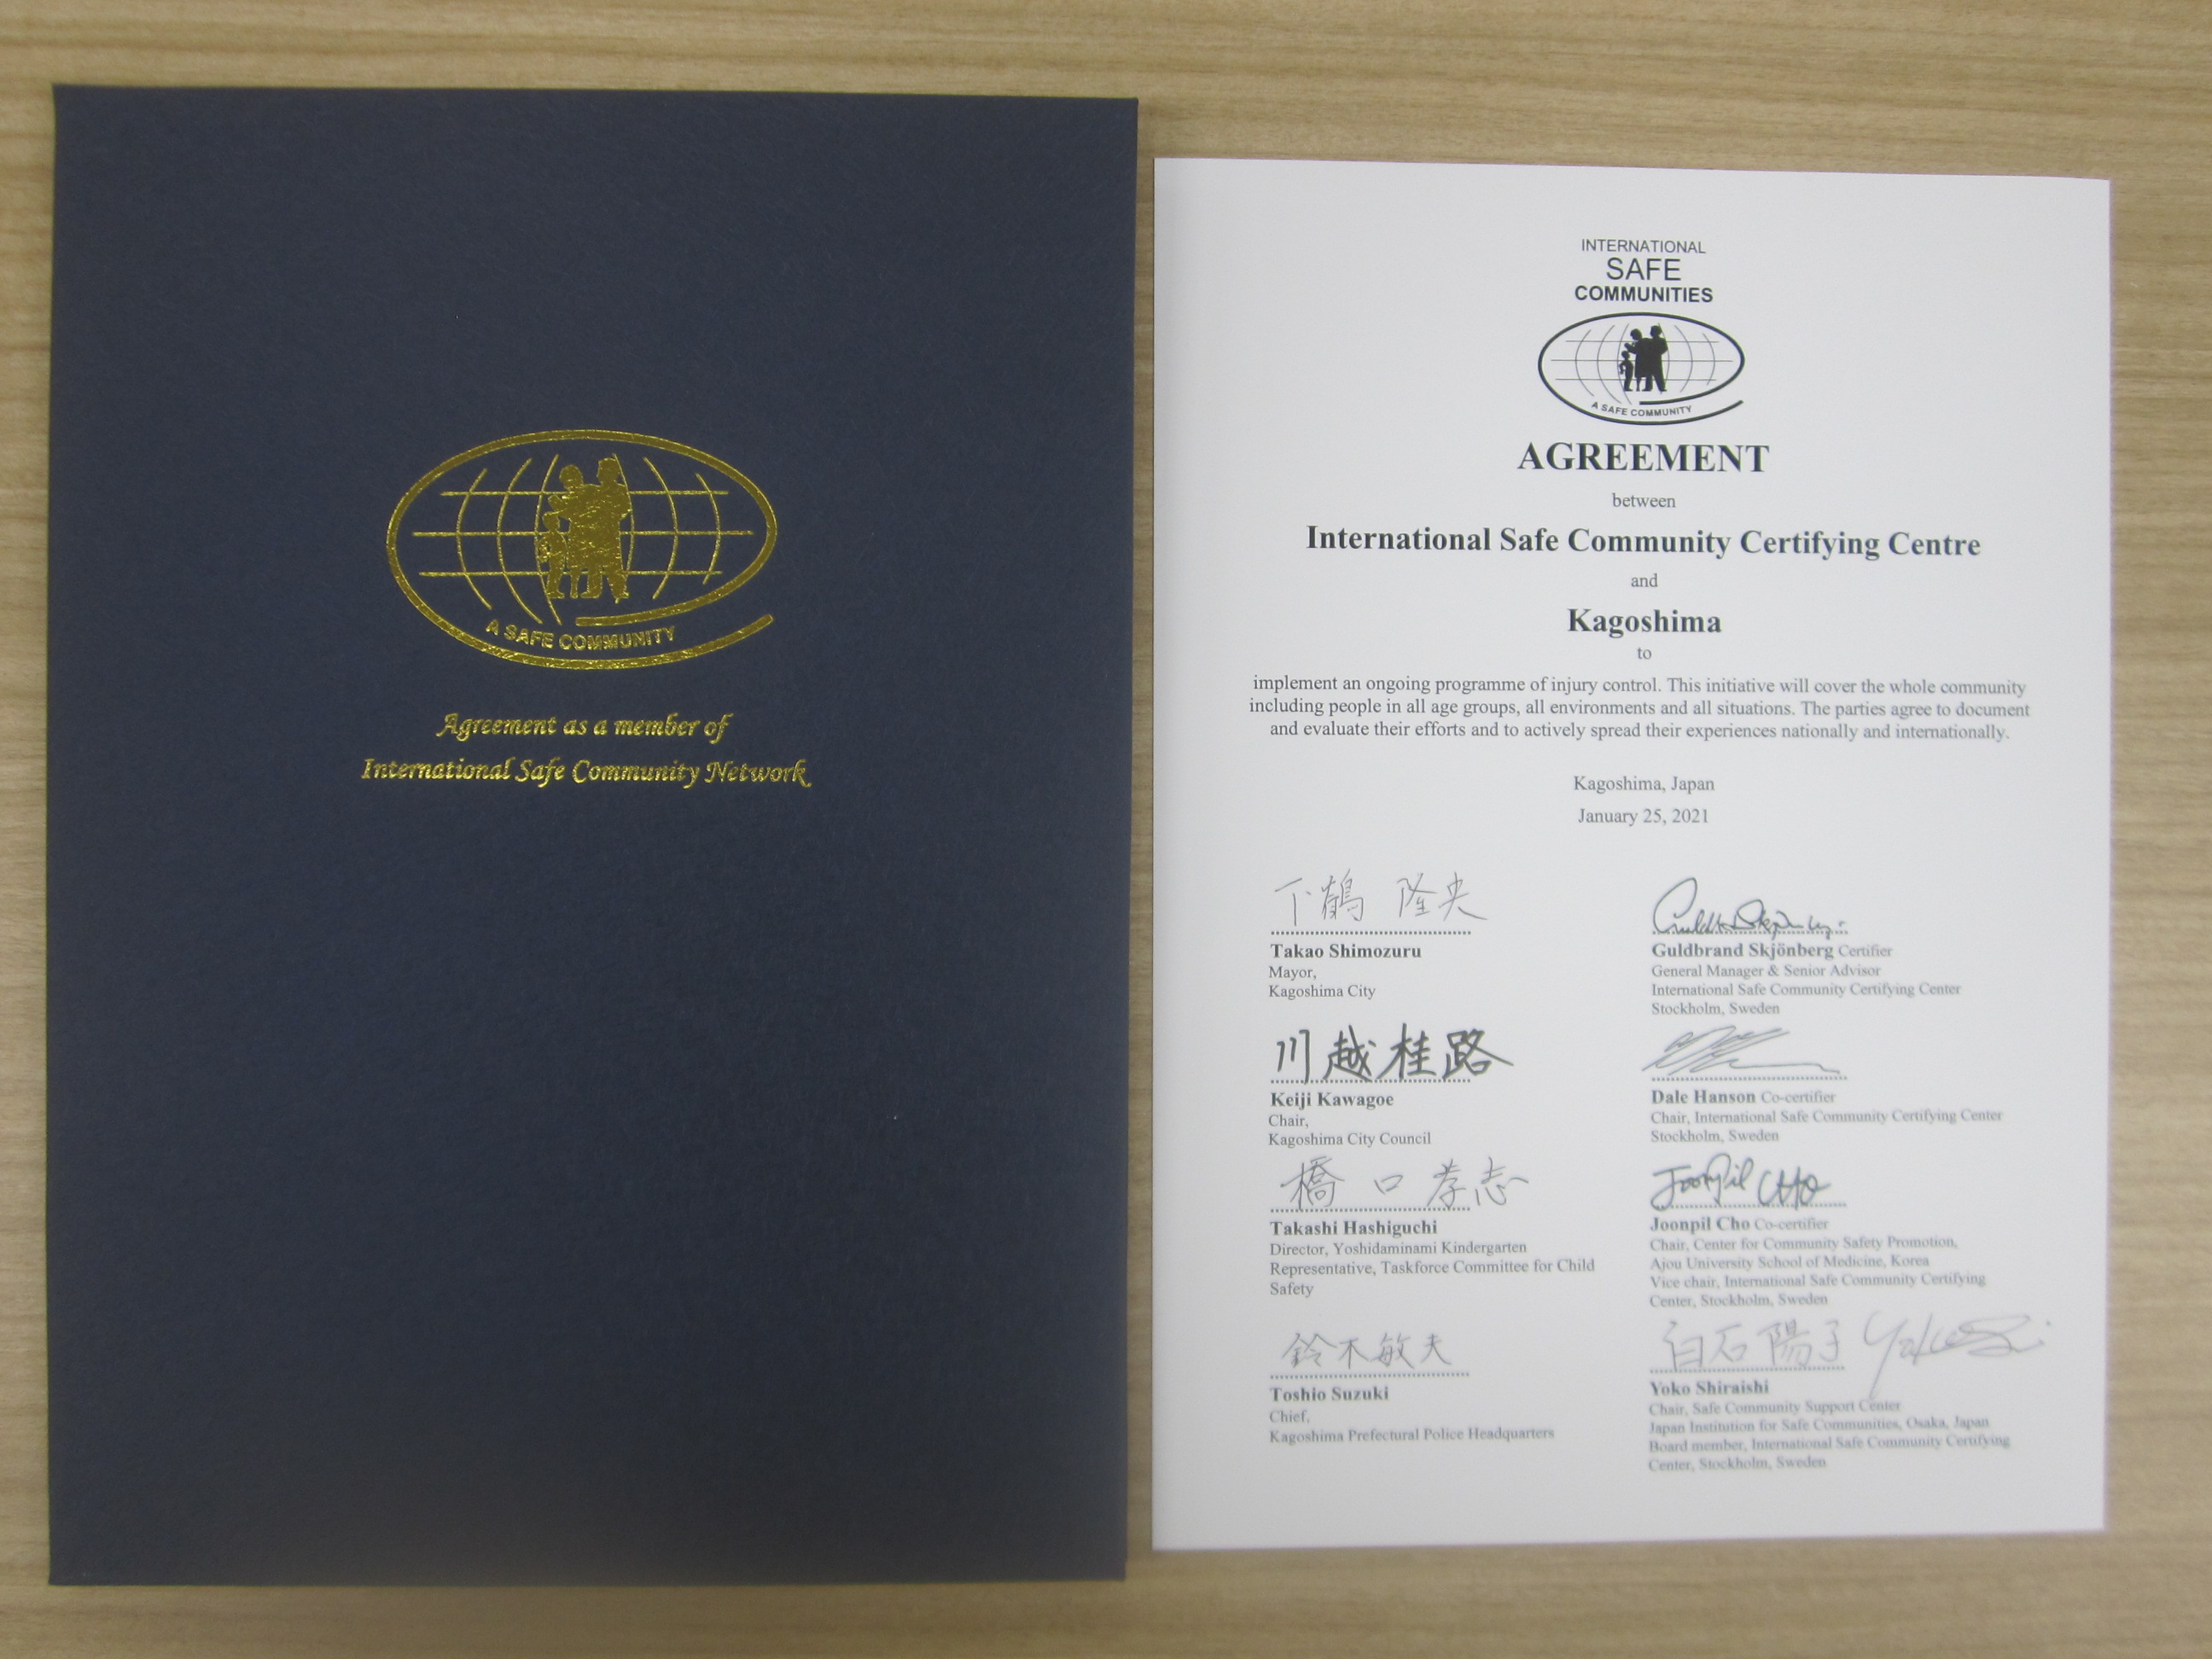 A SAFE COMMUNITY
Agreement as a member of
International Safe Community Network
INTERNATIONAL
SAFE
COMMUNITIES
A SAFE COMMUNITY
AGREEMENT
between
International Safe Community Certifying Centre
and
Kagoshima
to
implement an ongoing programme of injury control. This initiative will cover the whole community
including people in all age groups, all environments and all situations. The parties agree to document
and evaluate their efforts and to actively spread their experiences nationally and internationally.
Kagoshima, Japan
January 25, 2021
下鶴 隆央
Takao Shimozuru
Mayor,
Kagoshima City
川越桂路
Keiji Kawagoe
Chair,
Kagoshima City Council
橋口孝志
Takashi Hashiguchi
Director, Yoshidaminami Kindergarten
Representative, Taskforce Committee for Child
Safety
鈴木敏夫
Toshio Suzuki
Chief,
Kagoshima Prefectural Police Headquarters
Guldbrand Skjönberg Certifier
General Manager & Senior Advisor
International Safe Community Certifying Center
Stockholm, Sweden
Dale Hanson Co-certifier
Chair, International Safe Community Certifying Center
Stockholm, Sweden
Joonpil Cho
Joonpil Cho Co-certifier
Chair, Center for Community Safety Promotion,
Ajou University School of Medicine, Korea
Vice chair, International Safe Community Certifying
Center, Stockholm, Sweden
白石 陽子
Yoko Shiraishi
Chair, Safe Community Support Center
Japan Institution for Safe Communities, Osaka, Japan
Board member, International Safe Community Certifying
Center, Stockholm, Sweden